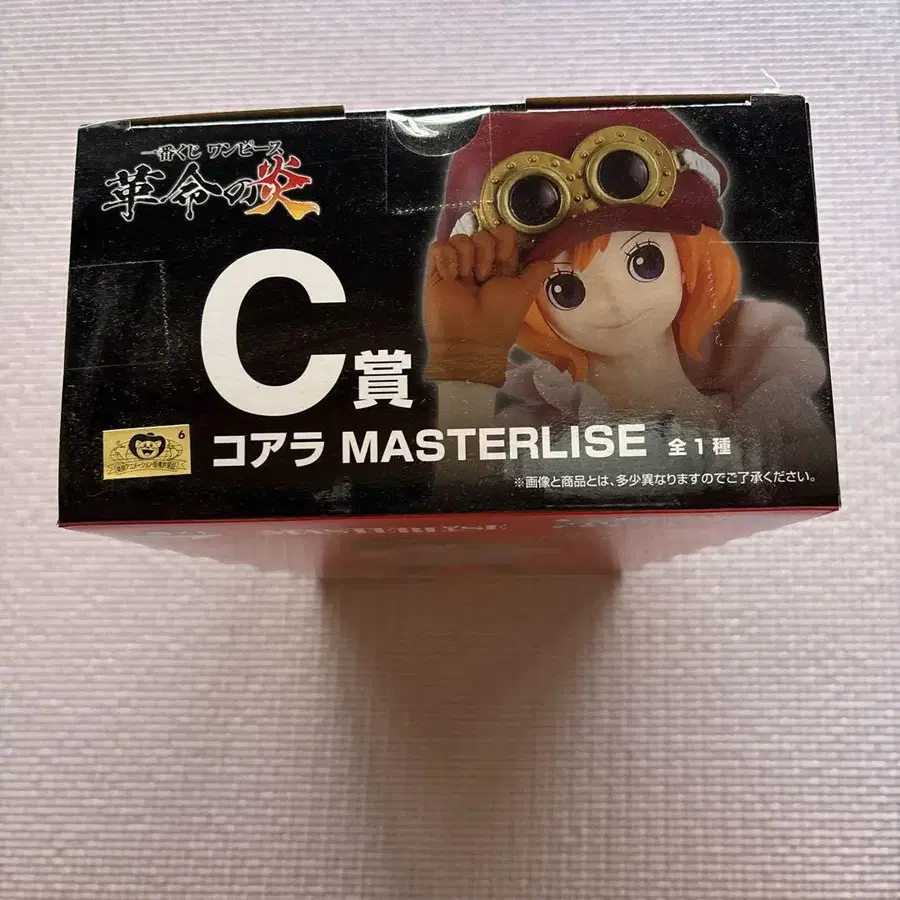 一番くじ ワンピース
革命の炎
C賞
6
コアラ MASTERLISE 全1種
※画像と商品とは、多少異なりますのでご了承ください。
MASTERLISE